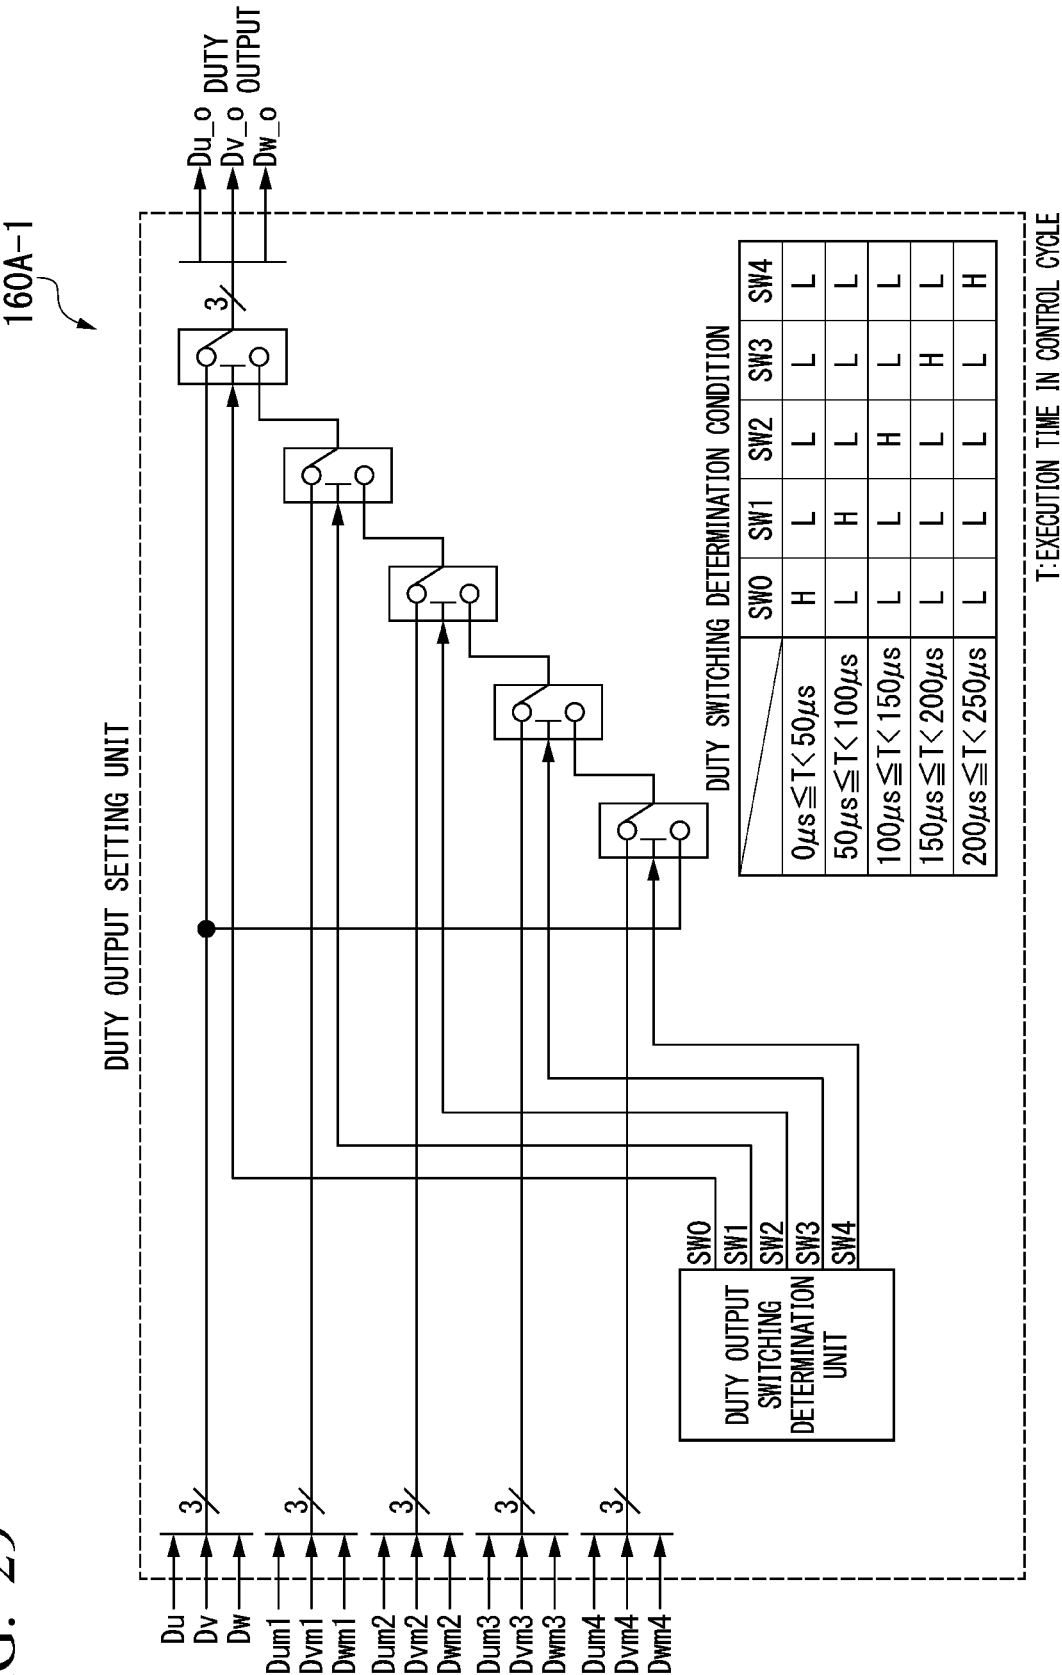 160A-1
DUTY OUTPUT SETTING UNIT
Du
Dv
Dw
Dum1
Dvm1
Dwm1
Dum2
Dvm2
Dwm2
Dum3
Dvm3
Dwm3
Dum4
Dvm4
Dwm4
3
3
3
3
3
3
Du_o DUTY
Dv_o OUTPUT
Dw_o
DUTY OUTPUT
SWITCHING
DETERMINATION
UNIT
SW0
SW1
SW2
SW3
SW4
DUTY SWITCHING DETERMINATION CONDITION
SW0 SW1 SW2 SW3 SW4
0μs≦T<50μs H L L L L
50μs≦T<100μs L H L L L
100μs≦T<150μs L L H L L
150μs≦T<200μs L L L H L
200μs≦T<250μs L L L L H
T:EXECUTION TIME IN CONTROL CYCLE